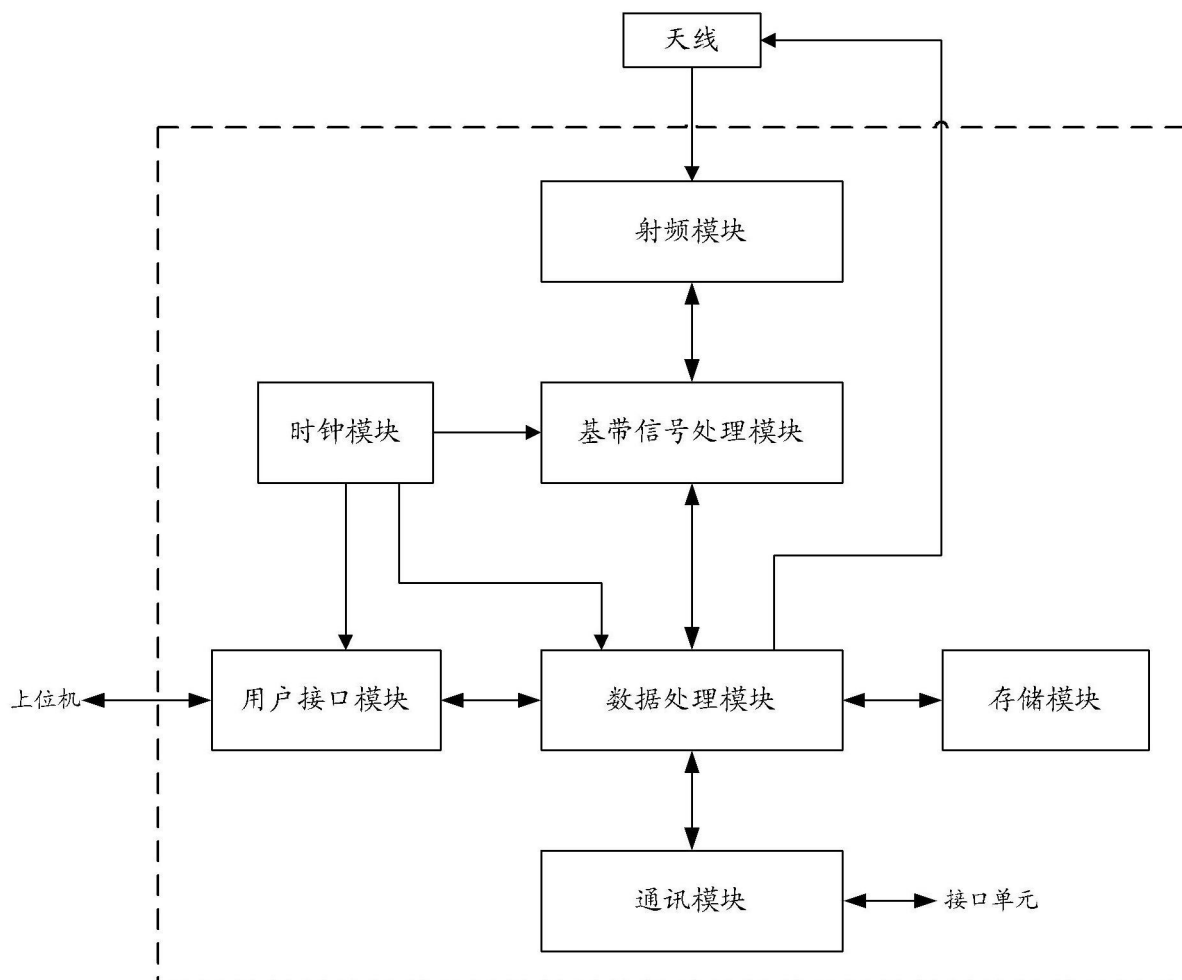 天线
射频模块
时钟模块
基带信号处理模块
上位机
用户接口模块
数据处理模块
存储模块
通讯模块
接口单元